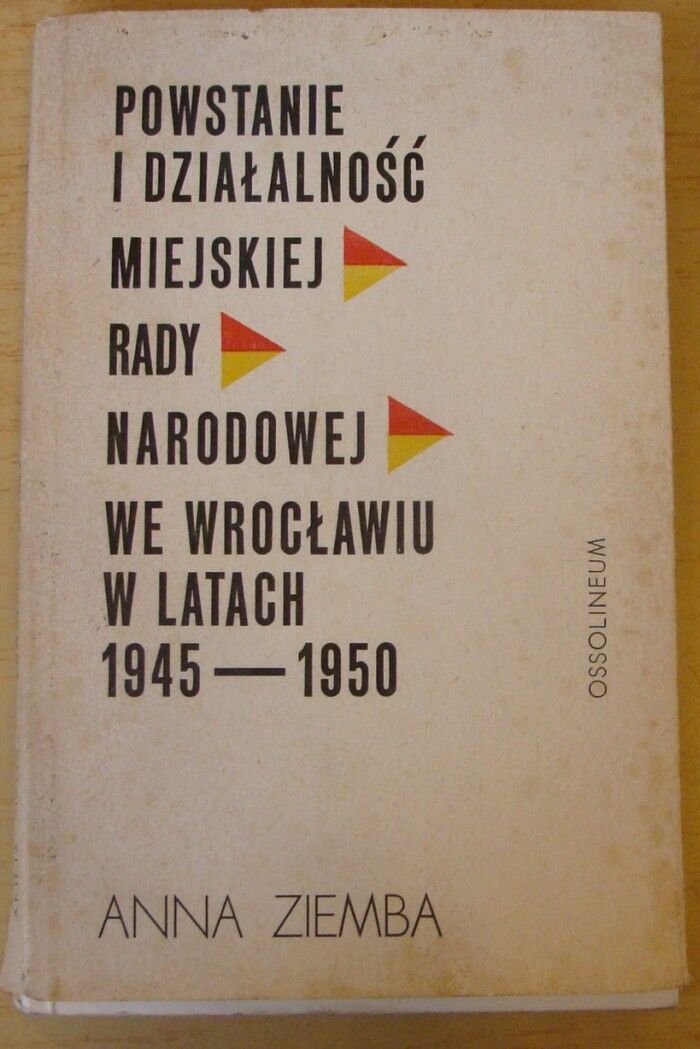 POWSTANIE
I DZIAŁALNOŚĆ
MIEJSKIEJ
RADY
NARODOWEJ
WE WROCŁAWIU
W LATACH
1945—1950
OSSOLINEUM
ANNA ZIEMBA